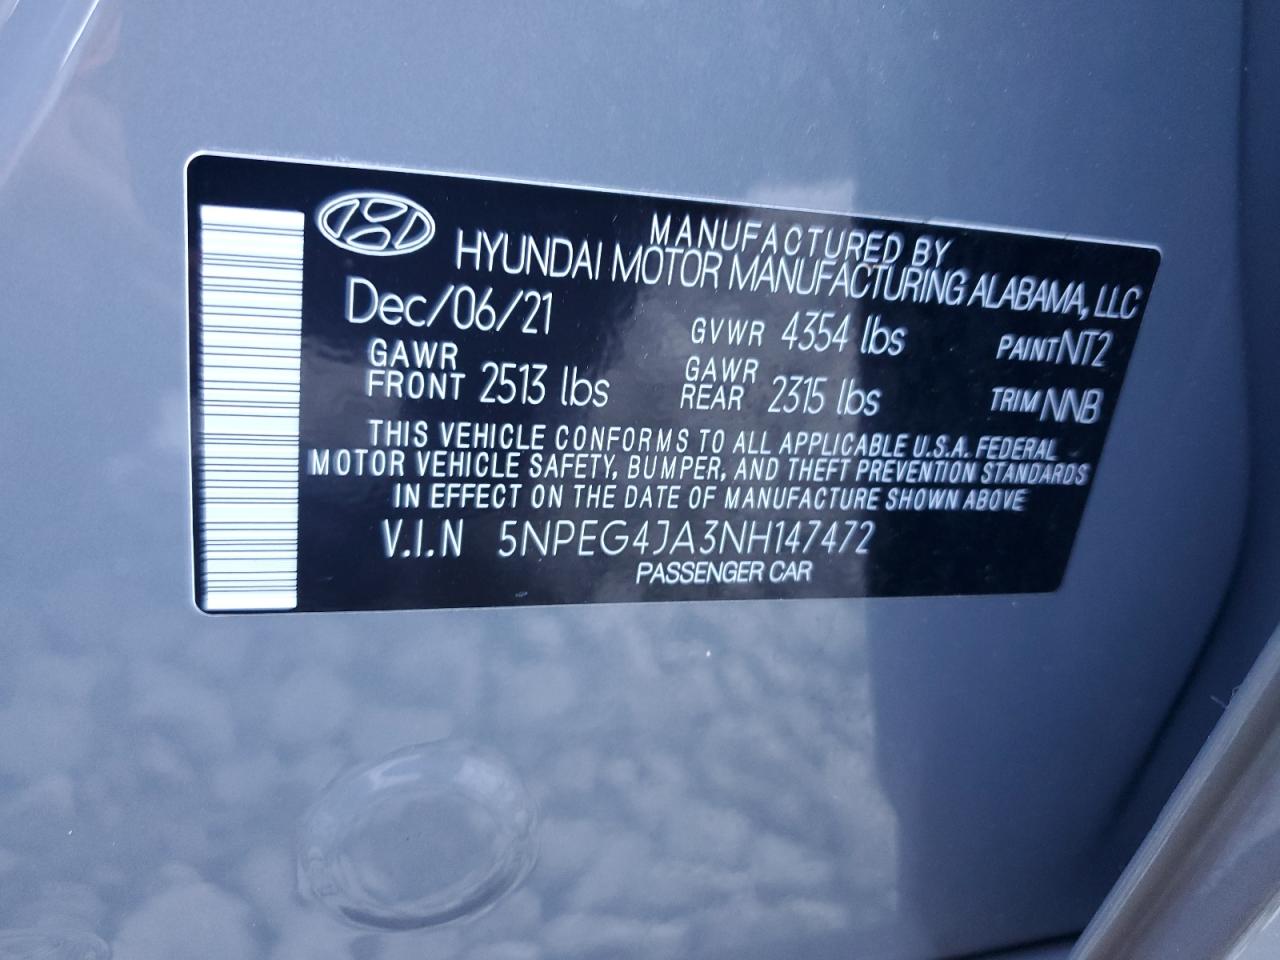 MANUFACTURED BY
HYUNDAI MOTOR MANUFACTURING ALABAMA, LLC
Dec/06/21 GVWR 4354 lbs PAINT NT2
GAWR FRONT 2513 lbs GAWR REAR 2315 lbs TRIM NNB
THIS VEHICLE CONFORMS TO ALL APPLICABLE U.S.A. FEDERAL
MOTOR VEHICLE SAFETY, BUMPER, AND THEFT PREVENTION STANDARDS
IN EFFECT ON THE DATE OF MANUFACTURE SHOWN ABOVE
V.I.N 5NPEG4JA3NH147472
PASSENGER CAR